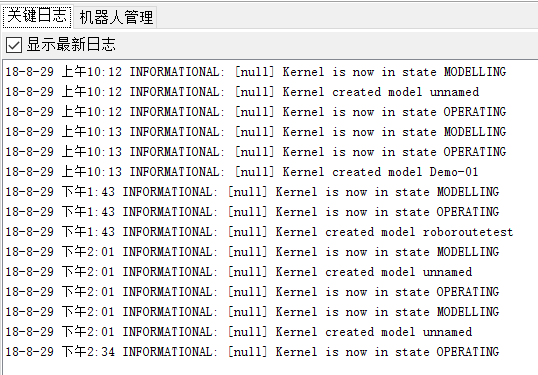 关键日志 机器人管理
显示最新日志
18-8-29 上午10:12 INFORMATIONAL: [null] Kernel is now in state MODELLING
18-8-29 上午10:12 INFORMATIONAL: [null] Kernel created model unnamed
18-8-29 上午10:12 INFORMATIONAL: [null] Kernel is now in state OPERATING
18-8-29 上午10:13 INFORMATIONAL: [null] Kernel is now in state MODELLING
18-8-29 上午10:13 INFORMATIONAL: [null] Kernel is now in state OPERATING
18-8-29 上午10:13 INFORMATIONAL: [null] Kernel created model Demo-01
18-8-29 下午1:43 INFORMATIONAL: [null] Kernel is now in state MODELLING
18-8-29 下午1:43 INFORMATIONAL: [null] Kernel is now in state OPERATING
18-8-29 下午1:43 INFORMATIONAL: [null] Kernel created model roboroutetest
18-8-29 下午2:01 INFORMATIONAL: [null] Kernel is now in state MODELLING
18-8-29 下午2:01 INFORMATIONAL: [null] Kernel created model unnamed
18-8-29 下午2:01 INFORMATIONAL: [null] Kernel is now in state OPERATING
18-8-29 下午2:01 INFORMATIONAL: [null] Kernel is now in state MODELLING
18-8-29 下午2:01 INFORMATIONAL: [null] Kernel created model unnamed
18-8-29 下午2:34 INFORMATIONAL: [null] Kernel is now in state OPERATING